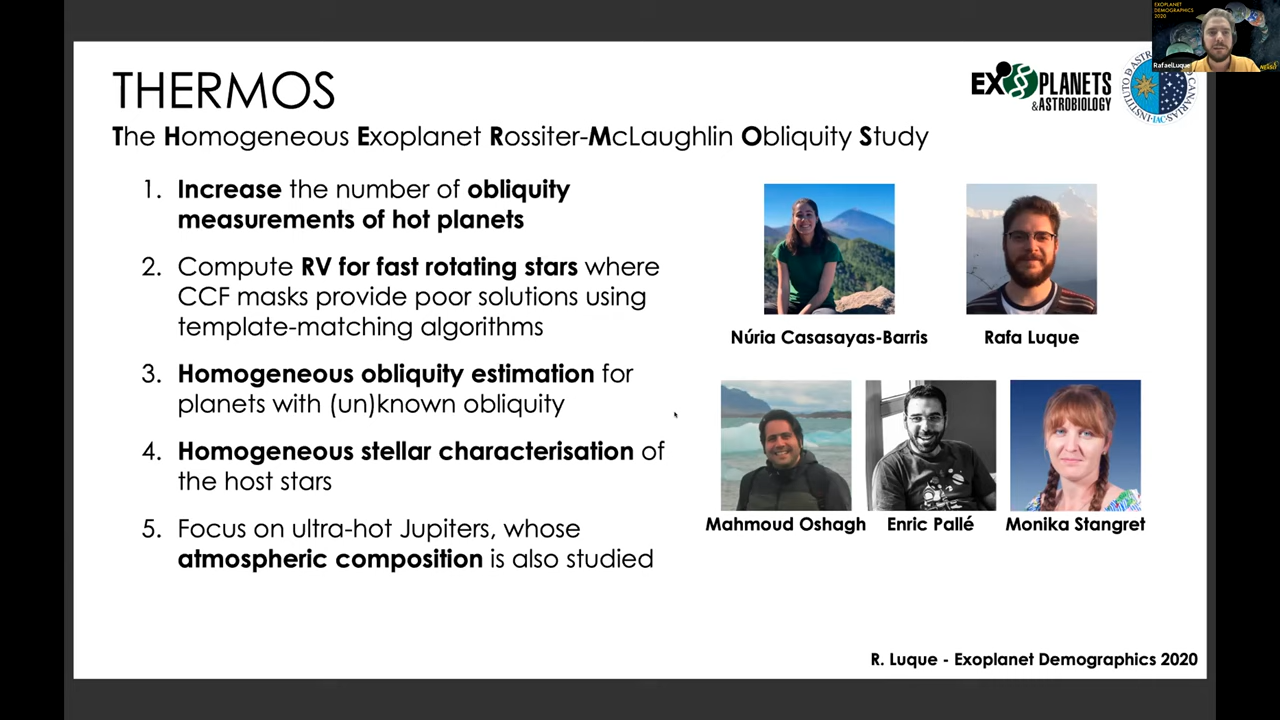 EXOPLANET
DEMOGRAPHICS
2020
RafaelLuque
THERMOS
EXOPLANETS
& ASTROBIOLOGY
The Homogeneous Exoplanet Rossiter-McLaughlin Obliquity Study
1. Increase the number of obliquity
measurements of hot planets
2. Compute RV for fast rotating stars where
CCF masks provide poor solutions using
template-matching algorithms
3. Homogeneous obliquity estimation for
planets with (un)known obliquity
4. Homogeneous stellar characterisation of
the host stars
5. Focus on ultra-hot Jupiters, whose
atmospheric composition is also studied
Núria Casasayas-Barris
Rafa Luque
Mahmoud Oshagh
Enric Pallé
Monika Stangret
R. Luque - Exoplanet Demographics 2020